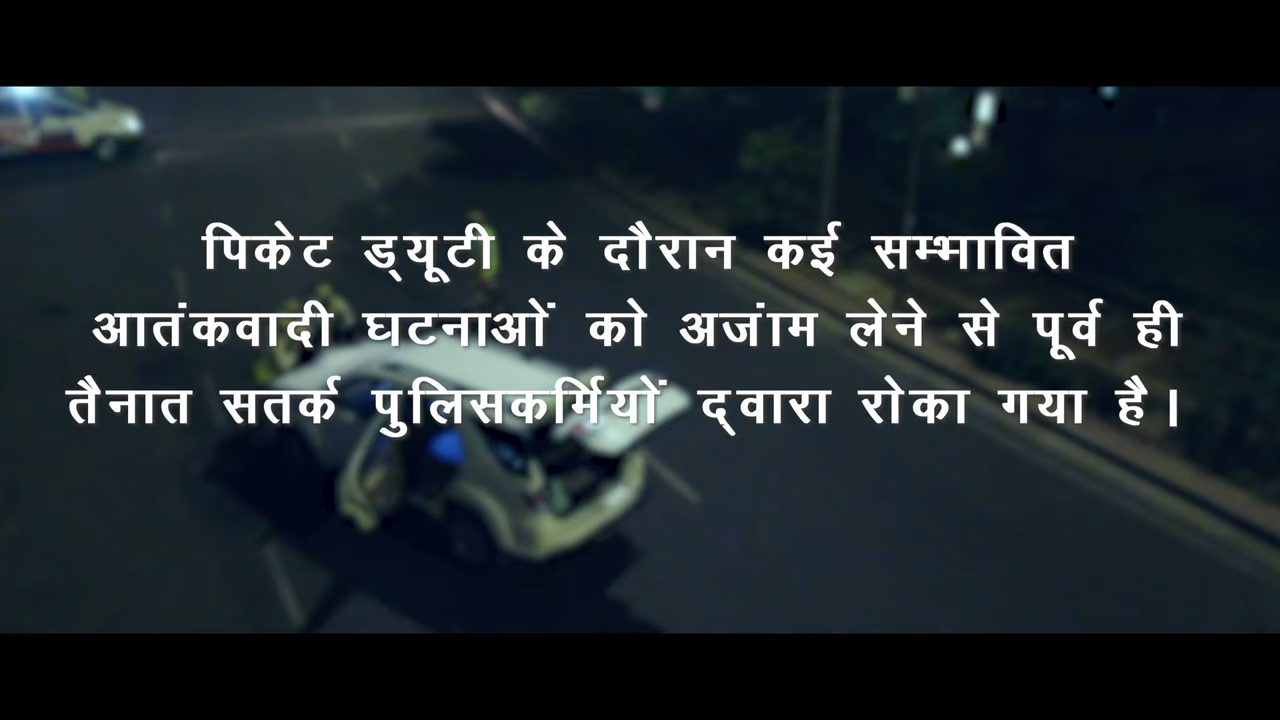 पिकेट ड्यूटी के दौरान कई सम्भावित
आतंकवादी घटनाओं को अजांम लेने से पूर्व ही
तैनात सतर्क पुलिसकर्मियों द्वारा रोका गया है।